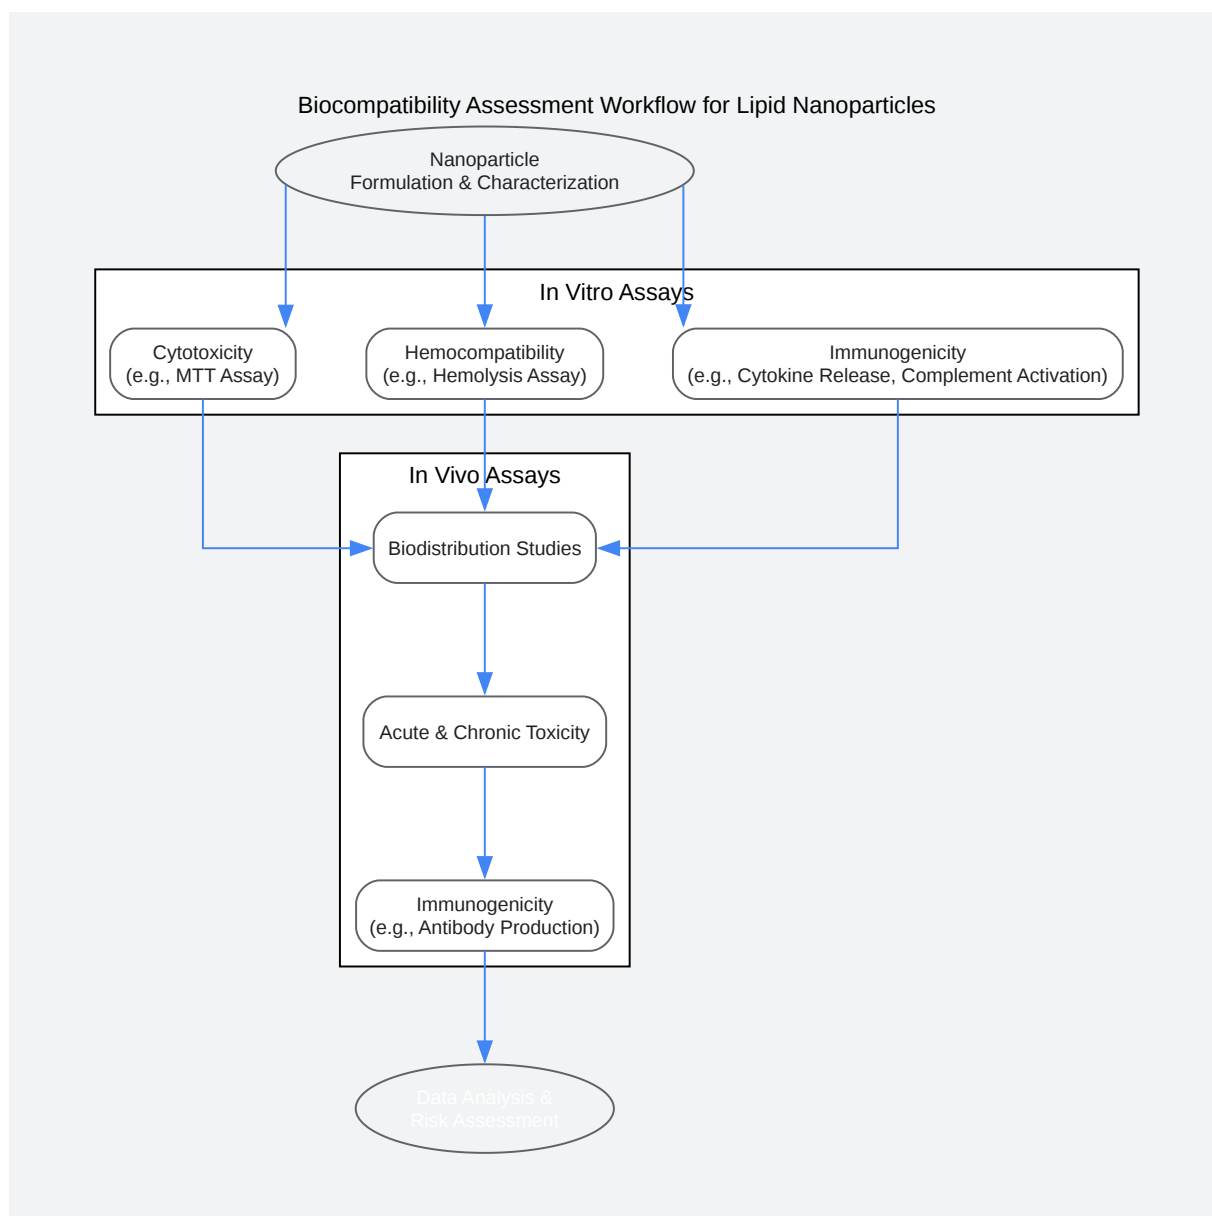 Biocompatibility Assessment Workflow for Lipid Nanoparticles
Nanoparticle
Formulation & Characterization
In Vitro Assays
Cytotoxicity
(e.g., MTT Assay)
Hemocompatibility
(e.g., Hemolysis Assay)
Immunogenicity
(e.g., Cytokine Release, Complement Activation)
In Vivo Assays
Biodistribution Studies
Acute & Chronic Toxicity
Immunogenicity
(e.g., Antibody Production)
Data Analysis &
Risk Assessment